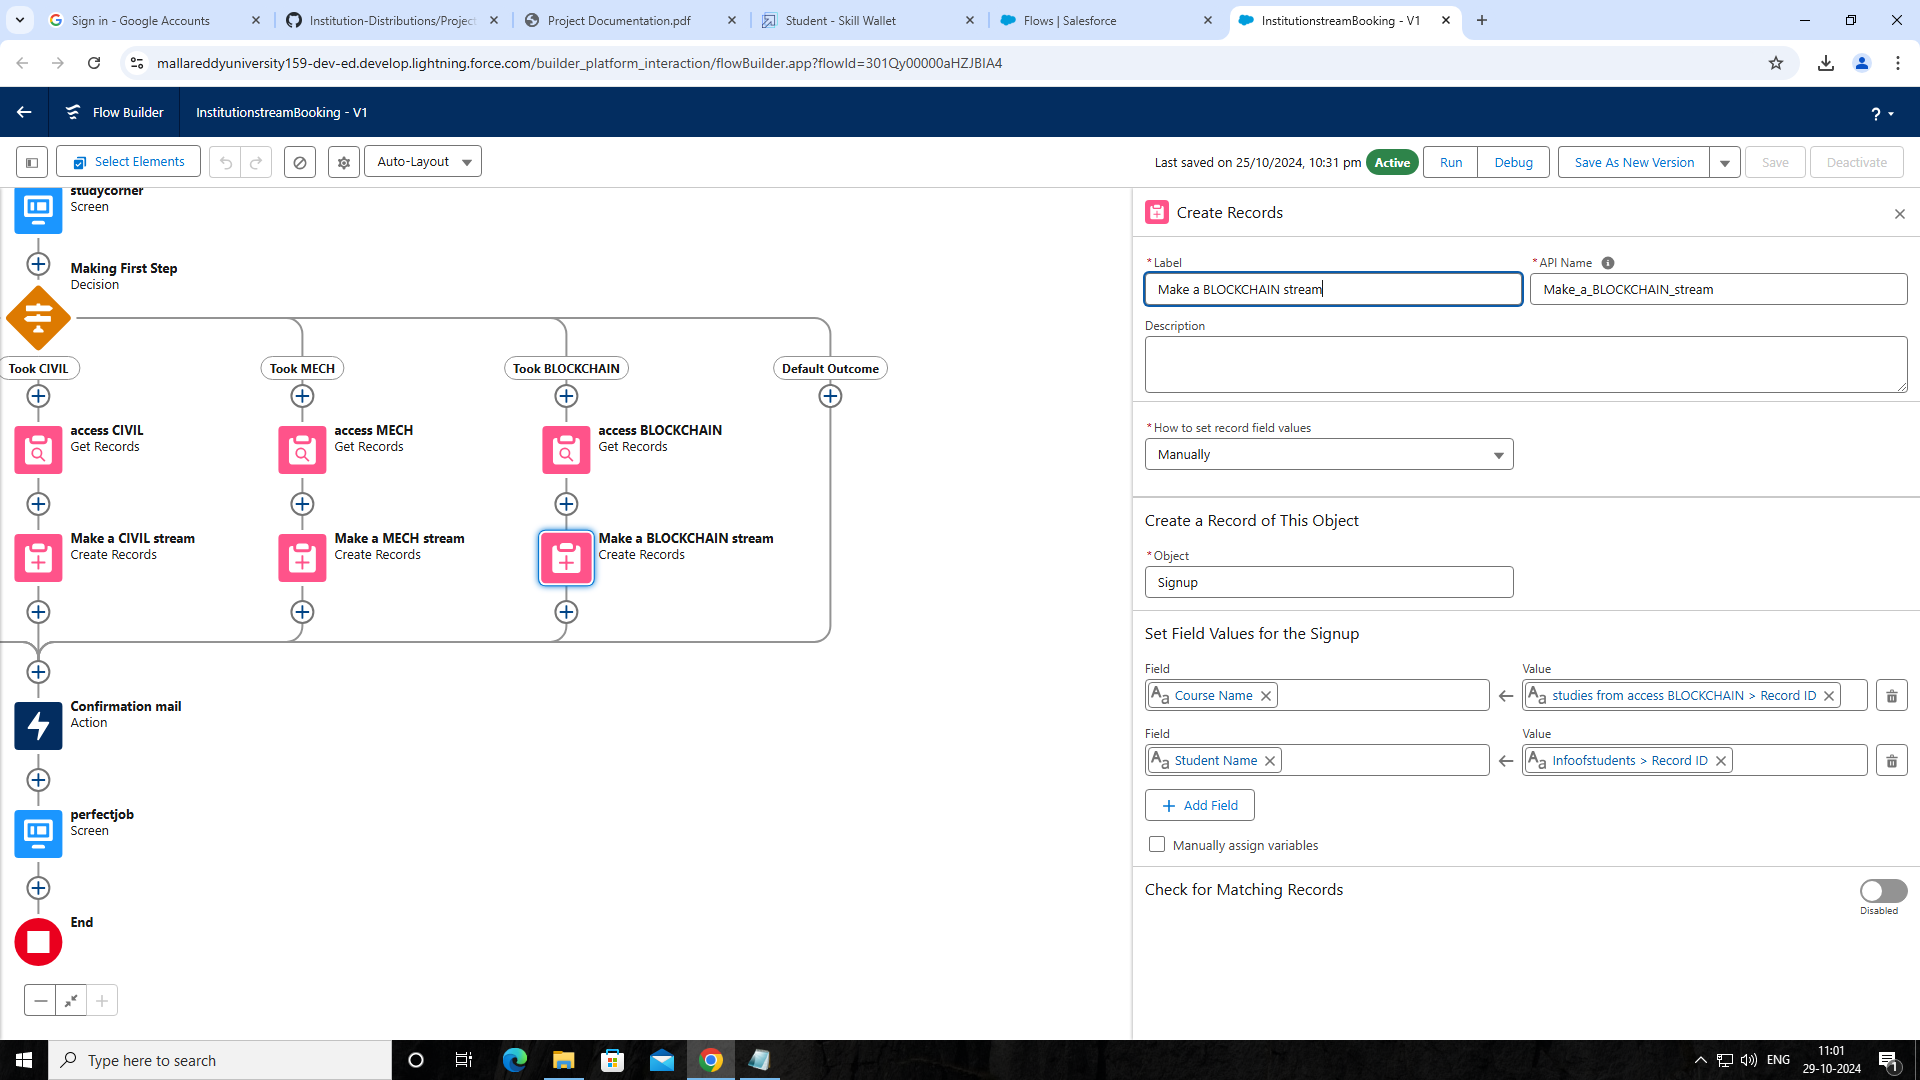 Sign in - Google Accounts
Institution-Distributions/Project
Project Documentation.pdf
Student - Skill Wallet
Flows | Salesforce
InstitutionstreamBooking - V1
mallareddyuniversity159-dev-ed.develop.lightning.force.com/builder_platform_interaction/flowBuilder.app?flowId=301Qy00000aHZJBIA4
Flow Builder
InstitutionstreamBooking - V1
?
Select Elements
Auto-Layout
Last saved on 25/10/2024, 10:31 pm
Active
Run
Debug
Save As New Version
Save
Deactivate
studycorner
Screen
Making First Step
Decision
Took CIVIL
Took MECH
Took BLOCKCHAIN
Default Outcome
access CIVIL
Get Records
access MECH
Get Records
access BLOCKCHAIN
Get Records
Make a CIVIL stream
Create Records
Make a MECH stream
Create Records
Make a BLOCKCHAIN stream
Create Records
Confirmation mail
Action
perfectjob
Screen
End
Create Records
* Label
* API Name
Make a BLOCKCHAIN stream
Make_a_BLOCKCHAIN_stream
Description
* How to set record field values
Manually
Create a Record of This Object
* Object
Signup
Set Field Values for the Signup
Field
Value
Aa Course Name
Aa studies from access BLOCKCHAIN > Record ID
Field
Value
Aa Student Name
Aa Infoofstudents > Record ID
+ Add Field
Manually assign variables
Check for Matching Records
Disabled
Type here to search
ENG
11:01
29-10-2024
1